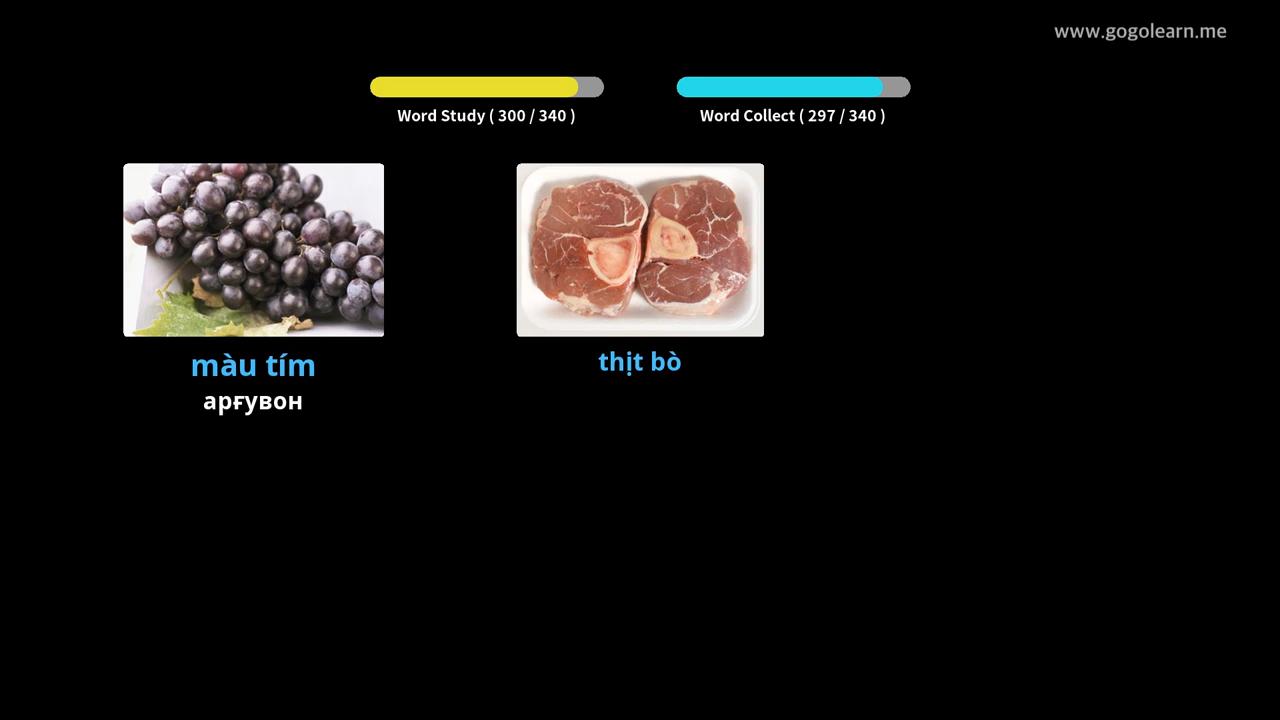 www.gogolearn.me
Word Study ( 300 / 340 )
Word Collect ( 297 / 340 )
màu tím
арғувон
thịt bò